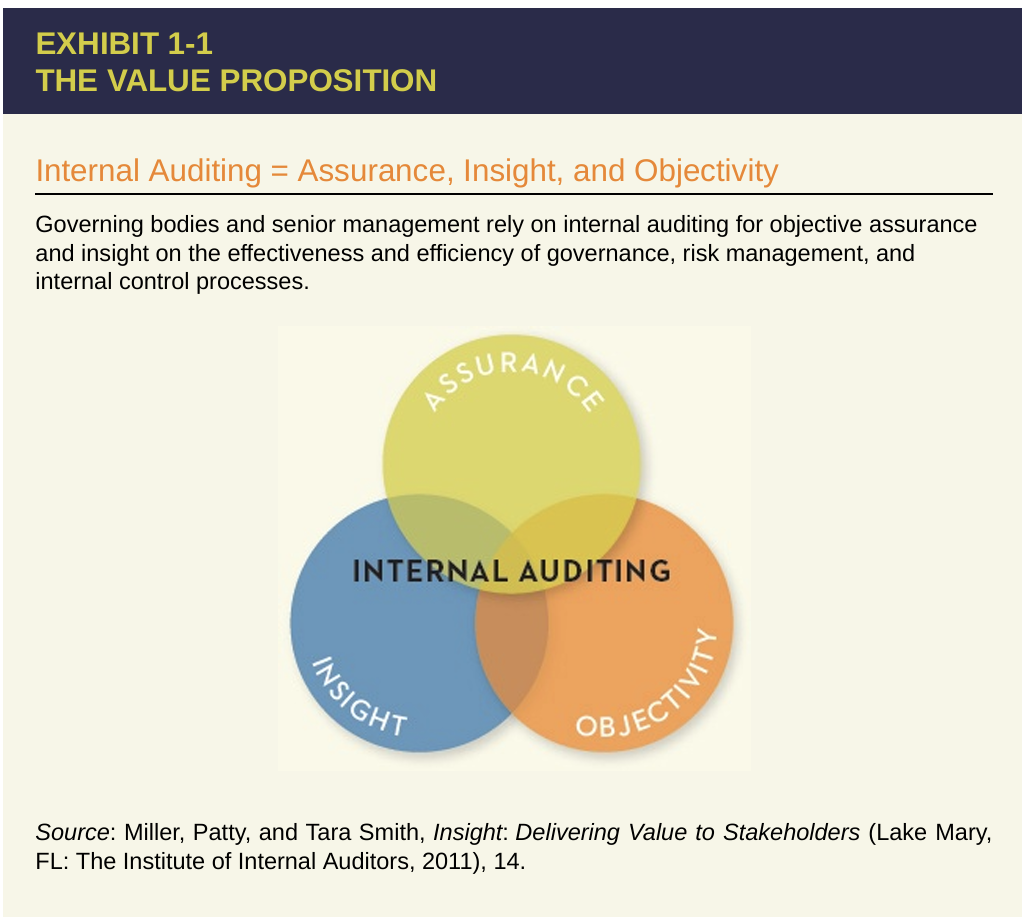 EXHIBIT 1-1
THE VALUE PROPOSITION
Internal Auditing = Assurance, Insight, and Objectivity
Governing bodies and senior management rely on internal auditing for objective assurance
and insight on the effectiveness and efficiency of governance, risk management, and
internal control processes.
ASSURANCE
INTERNAL AUDITING
INSIGHT
OBJECTIVITY
Source: Miller, Patty, and Tara Smith, Insight: Delivering Value to Stakeholders (Lake Mary,
FL: The Institute of Internal Auditors, 2011), 14.